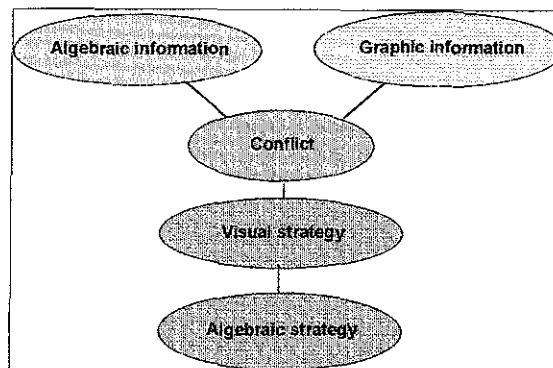 Algebraic information
Graphic information
Conflict
Visual strategy
Algebraic strategy